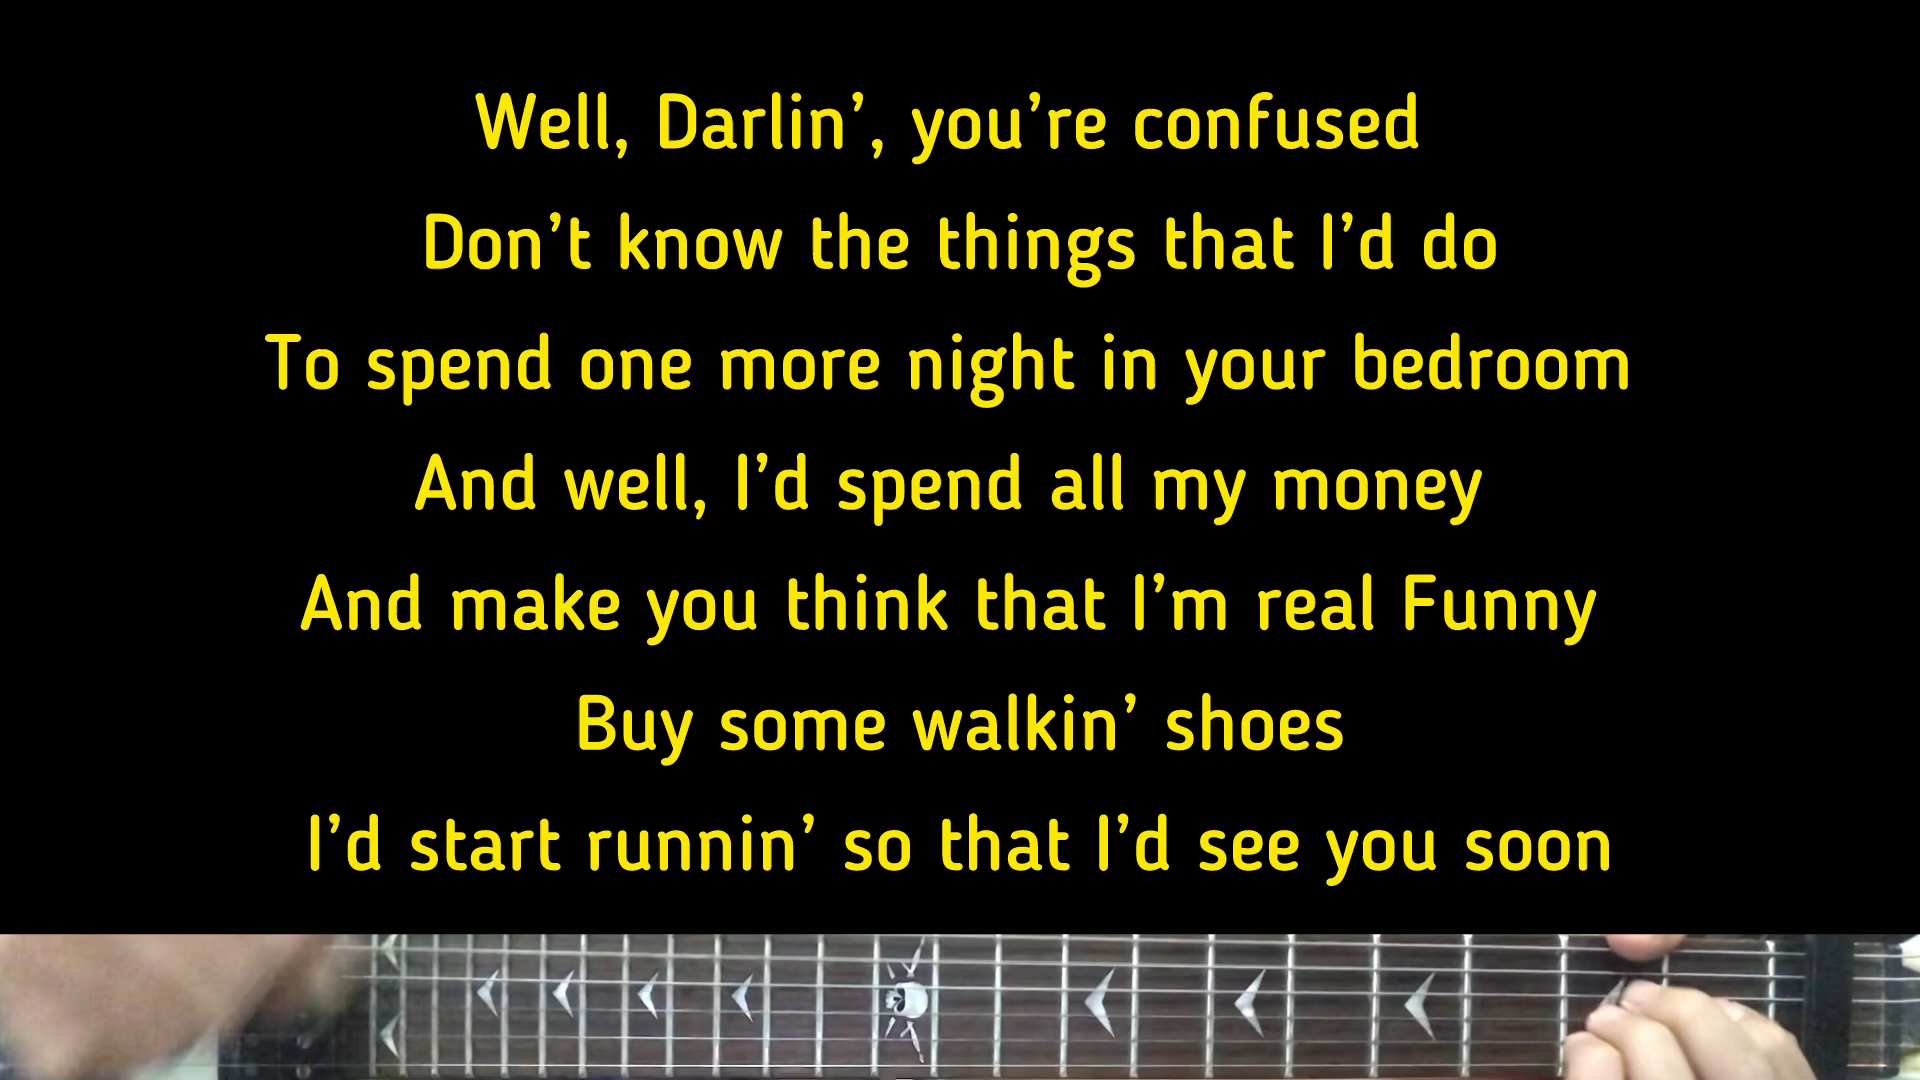 Well, Darlin’, you’re confused
Don’t know the things that I’d do
To spend one more night in your bedroom
And well, I’d spend all my money
And make you think that I’m real Funny
Buy some walkin’ shoes
I’d start runnin’ so that I’d see you soon